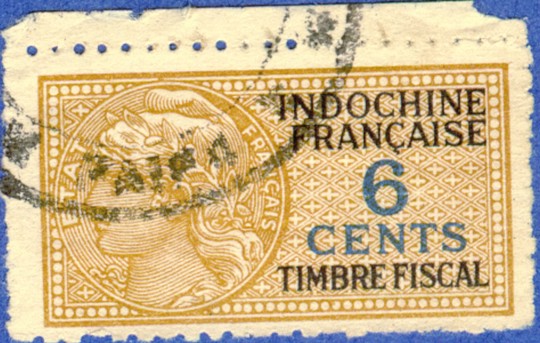 INDOCHINE
FRANÇAISE
6
CENTS
TIMBRE FISCAL
ETAT
FRANÇAIS